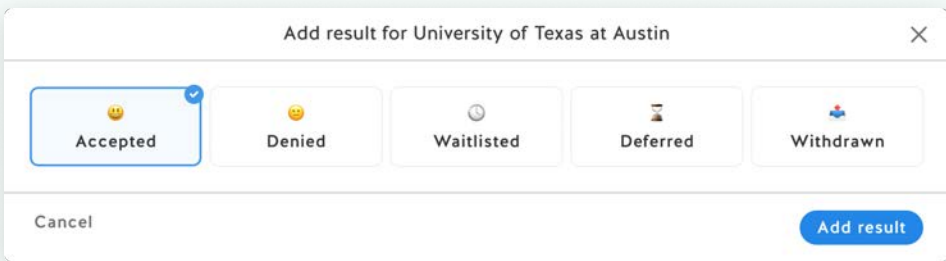 Add result for University of Texas at Austin
Accepted
Denied
Waitlisted
Deferred
Withdrawn
Cancel
Add result